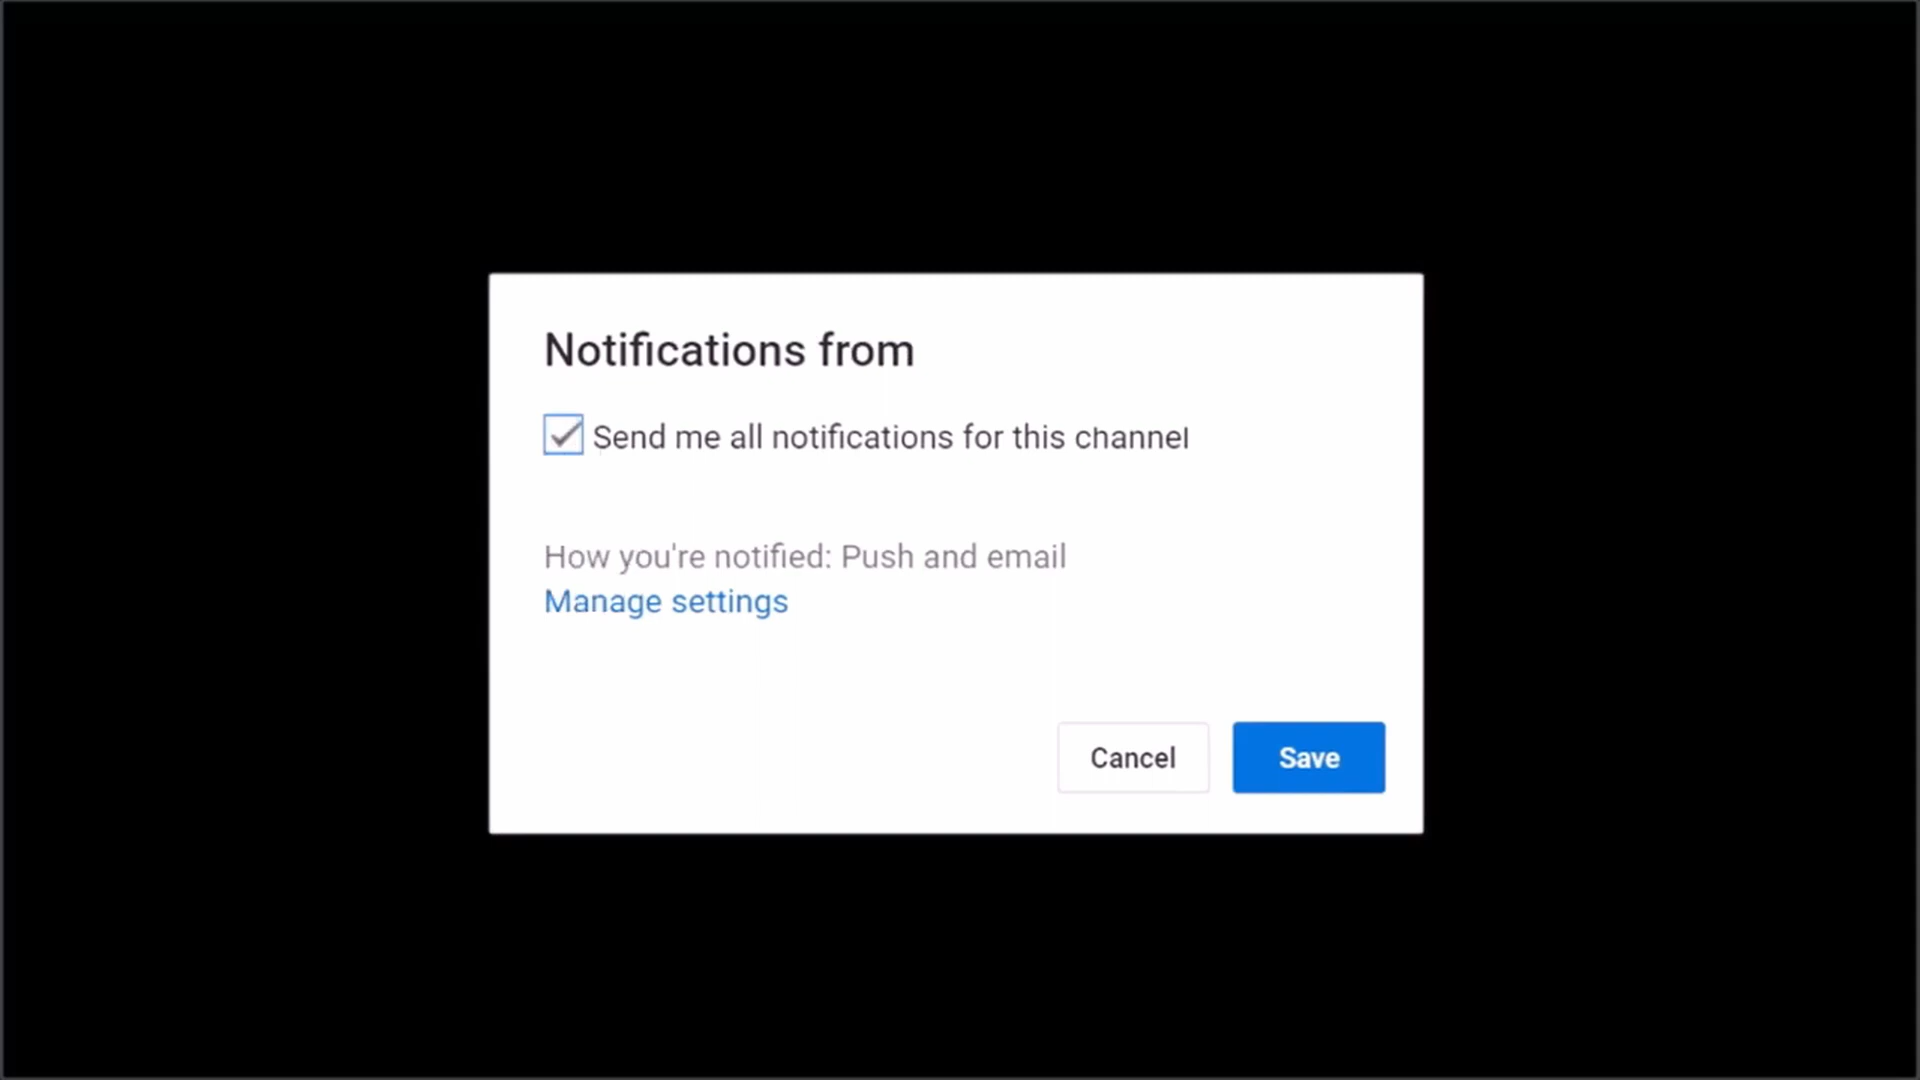 Notifications from
Send me all notifications for this channel
How you're notified: Push and email
Manage settings
Cancel Save